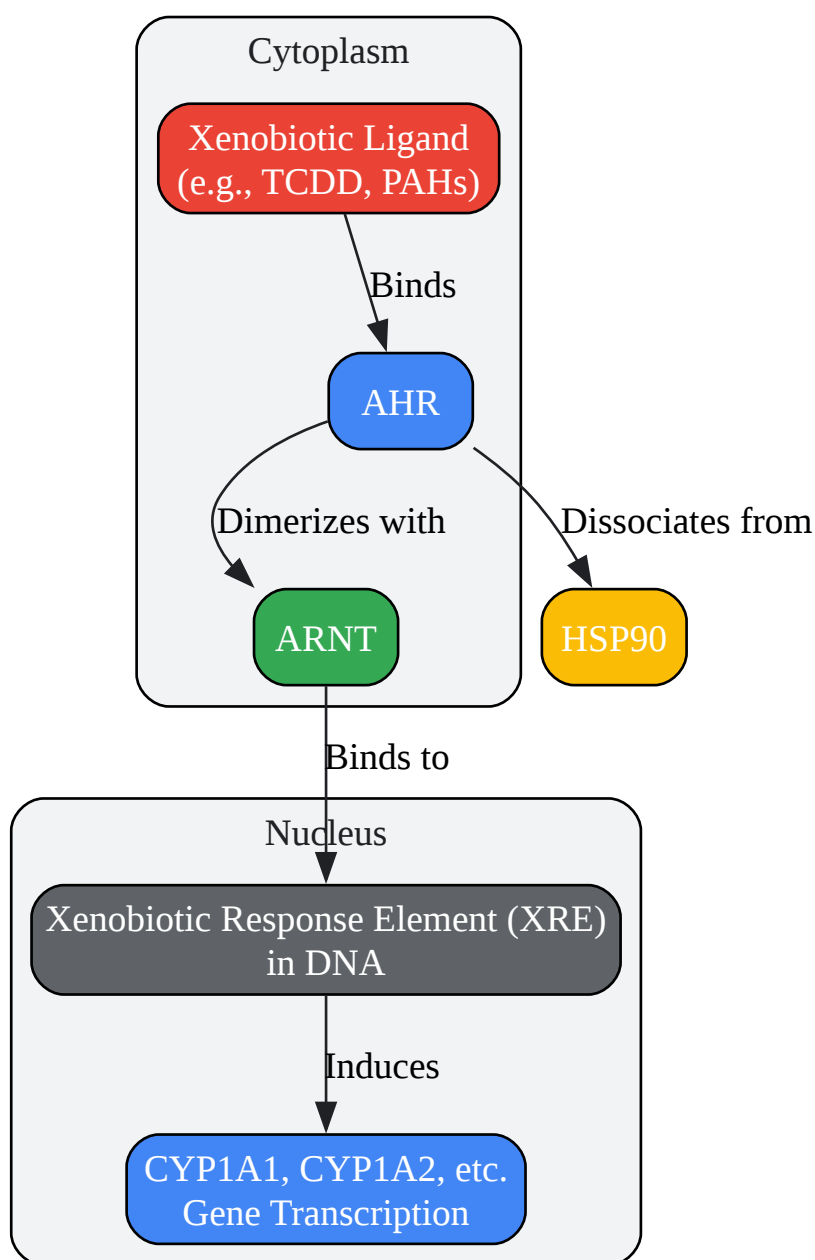 Cytoplasm
Xenobiotic Ligand
(e.g., TCDD, PAHs)
Binds
AHR
Dimerizes with
Dissociates from
ARNT
HSP90
Binds to
Nucleus
Xenobiotic Response Element (XRE)
in DNA
Induces
CYP1A1, CYP1A2, etc.
Gene Transcription